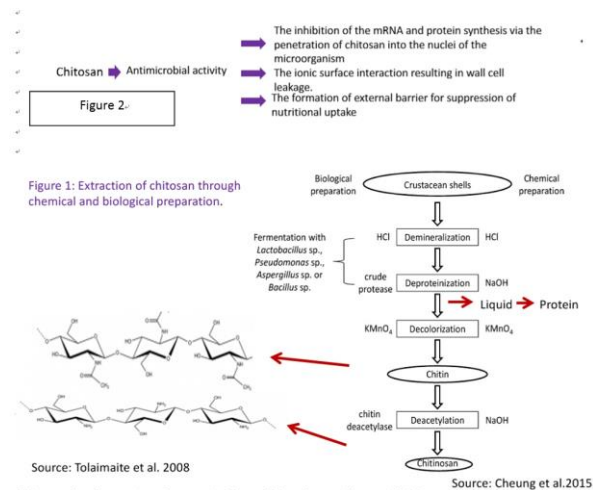 The inhibition of the mRNA and protein synthesis via the
penetration of chitosan into the nuclei of the
microorganism
Chitosan
Antimicrobial activity
The ionic surface interaction resulting in wall cell
leakage.
The formation of external barrier for suppression of
nutritional uptake
Figure 2
Figure 1: Extraction of chitosan through
chemical and biological preparation.
Biological
preparation
Crustacean shells
Chemical
preparation
HCl
Demineralization
HCl
Fermentation with
Lactobacillus sp.,
Pseudomonas sp.,
Aspergillus sp. or
Bacillus sp.
crude
protease
Deproteinization
NaOH
Liquid
Protein
KMnO₄
Decolorization
KMnO₄
Chitin
chitin
deacetylase
Deacetylation
NaOH
Chitinosan
Source: Tolaimaite et al. 2008
Source: Cheung et al.2015